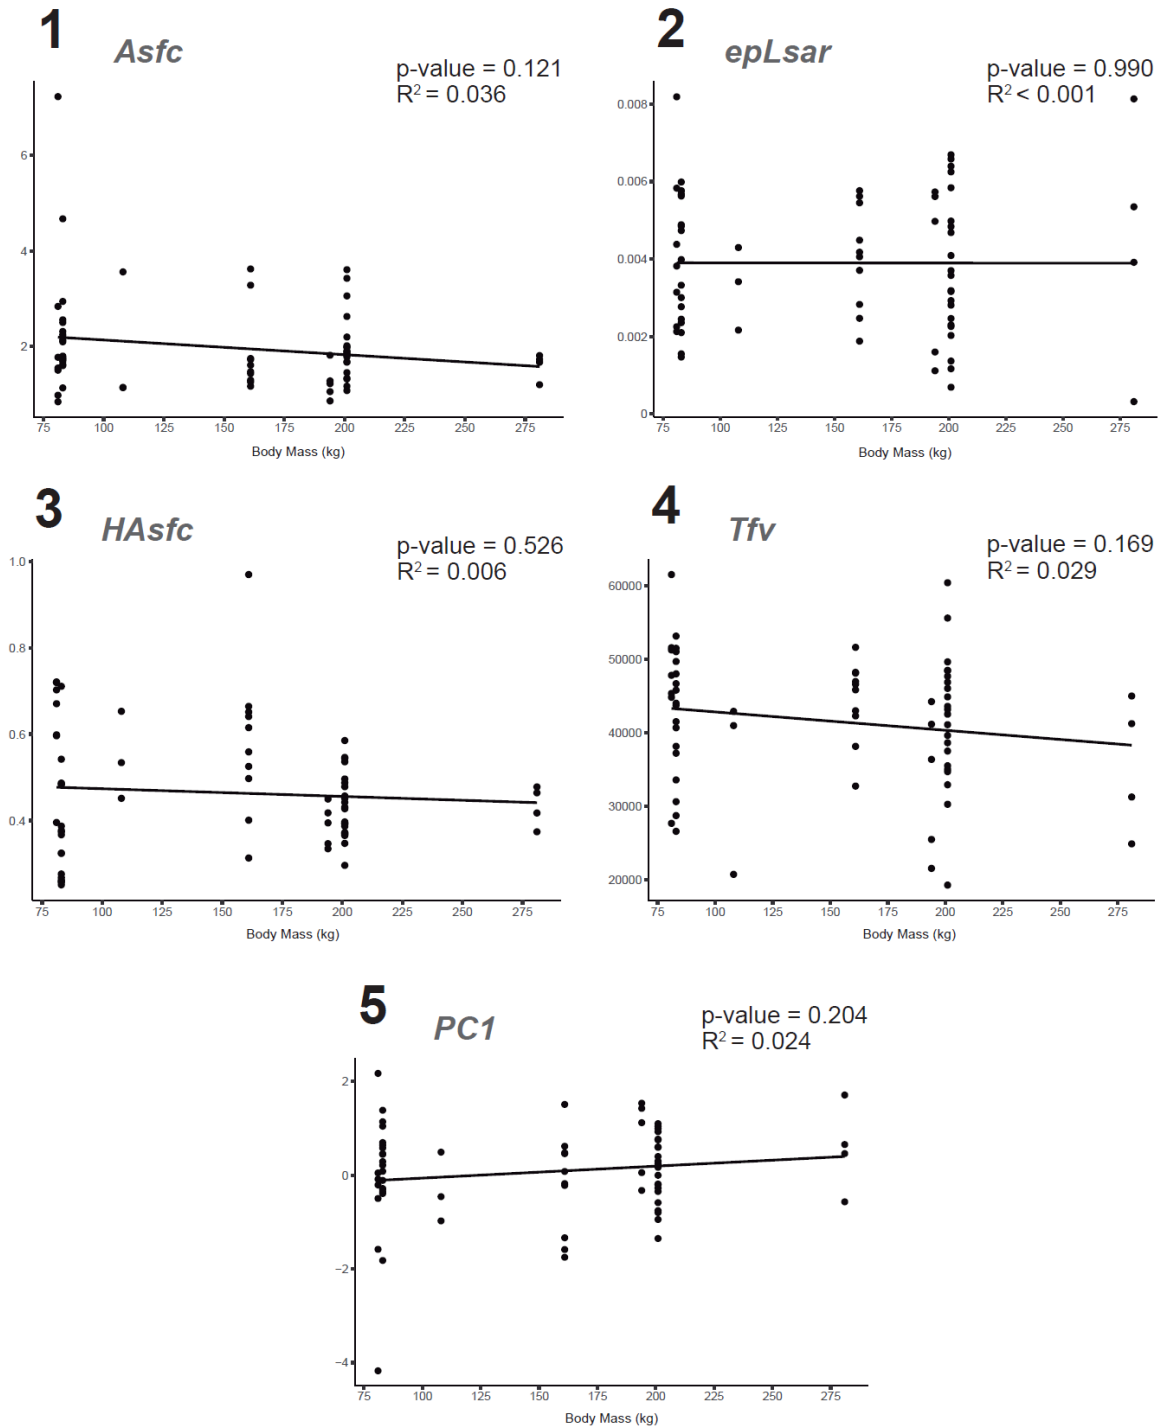 1
Asfc
p-value = 0.121
R² = 0.036
6
4
2
75 100 125 150 175 200 225 250 275
Body Mass (kg)
2
epLsar
p-value = 0.990
R² < 0.001
0.008
0.006
0.004
0.002
0
75 100 125 150 175 200 225 250 275
Body Mass (kg)
3
HAsfc
p-value = 0.526
R² = 0.006
1.0
0.8
0.6
0.4
75 100 125 150 175 200 225 250 275
Body Mass (kg)
4
Tfv
p-value = 0.169
R² = 0.029
60000
50000
40000
30000
20000
75 100 125 150 175 200 225 250 275
Body Mass (kg)
5
PC1
p-value = 0.204
R² = 0.024
2
0
−2
−4
75 100 125 150 175 200 225 250 275
Body Mass (kg)